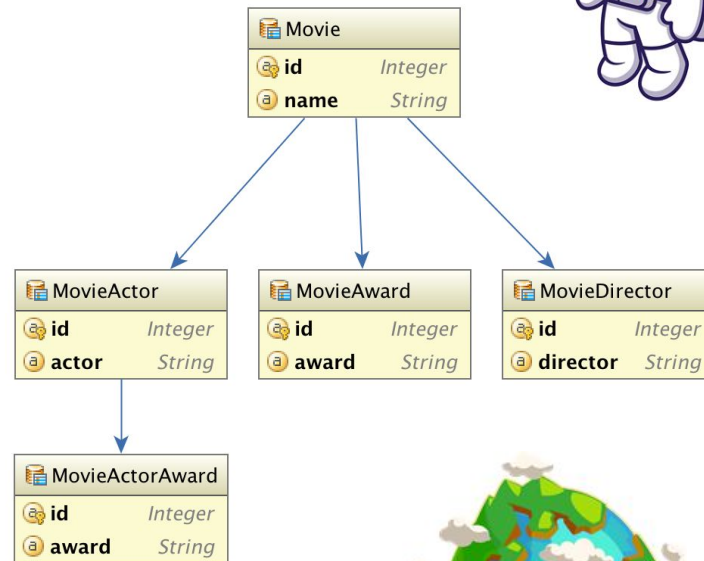 Movie
id Integer
name String
MovieActor
id Integer
actor String
MovieAward
id Integer
award String
MovieDirector
id Integer
director String
MovieActorAward
id Integer
award String